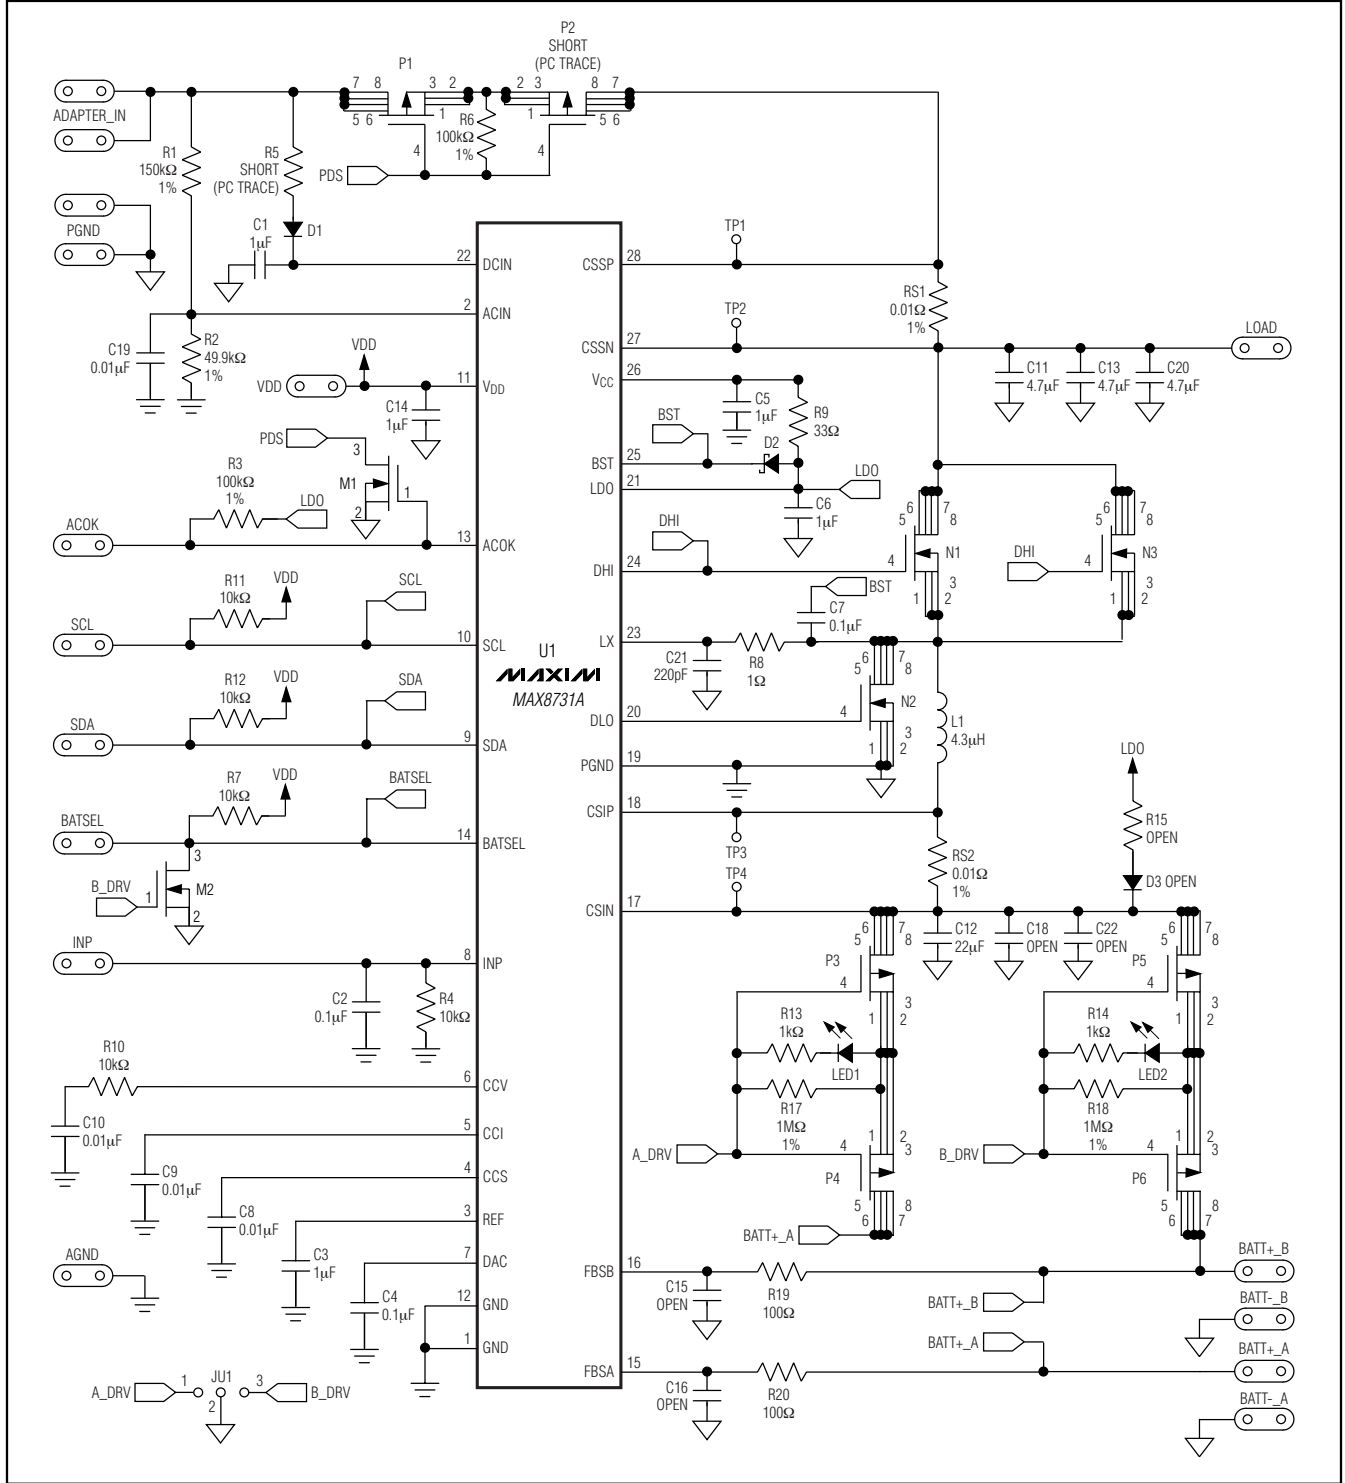 P2
SHORT
(PC TRACE)
P1
7 8 3 2 2 3 8 7
5 6 1 1 5 6
4 4
ADAPTER_IN
R1
150kΩ
1%
R5
SHORT
(PC TRACE)
R6
100kΩ
1%
PDS
PGND
C1
1µF
D1
22 DCIN
2 ACIN
C19
0.01µF
R2
49.9kΩ
1%
VDD
VDD
11 VDD
C14
1µF
PDS
3
M1
1
2
R3
100kΩ
1%
LDO
ACOK
13 ACOK
R11
10kΩ
VDD
SCL
SCL
10 SCL
R12
10kΩ
VDD
SDA
SDA
9 SDA
R7
10kΩ
VDD
BATSEL
BATSEL
14 BATSEL
B_DRV
3
1
M2
2
INP
8 INP
C2
0.1µF
R4
10kΩ
R10
10kΩ
6 CCV
C10
0.01µF
5 CCI
C9
0.01µF
4 CCS
C8
0.01µF
3 REF
C3
1µF
7 DAC
C4
0.1µF
12 GND
1 GND
AGND
A_DRV
1
JU1
2
3
B_DRV
U1
MAXIM
MAX8731A
CSSP 28
TP1
RS1
0.01Ω
1%
CSSN 27
TP2
LOAD
C11
4.7µF
C13
4.7µF
C20
4.7µF
VCC 26
C5
1µF
R9
33Ω
BST
D2
BST 25
LDO 21
LDO
C6
1µF
DHI
DHI 24
4
5
6
7
8
N1
1
3
2
DHI
4
5
6
7
8
N3
1
3
2
BST
C7
0.1µF
LX 23
C21
220pF
R8
1Ω
5
6
7
8
N2
DLO 20
4
1
3
2
L1
4.3µH
PGND 19
CSIP 18
TP3
TP4
RS2
0.01Ω
1%
LDO
R15
OPEN
D3 OPEN
CSIN 17
C12
22µF
C18
OPEN
C22
OPEN
5
6
7
8
P3
4
1
3
2
R13
1kΩ
LED1
R17
1MΩ
1%
A_DRV
4
1
2
3
P4
5
6
8
7
BATT+_A
5
6
7
8
P5
4
1
3
2
R14
1kΩ
LED2
R18
1MΩ
1%
B_DRV
4
1
2
3
P6
5
6
8
7
FBSB 16
C15
OPEN
R19
100Ω
BATT+_B
BATT+_B
BATT-_B
BATT+_A
BATT+_A
FBSA 15
C16
OPEN
R20
100Ω
BATT-_A